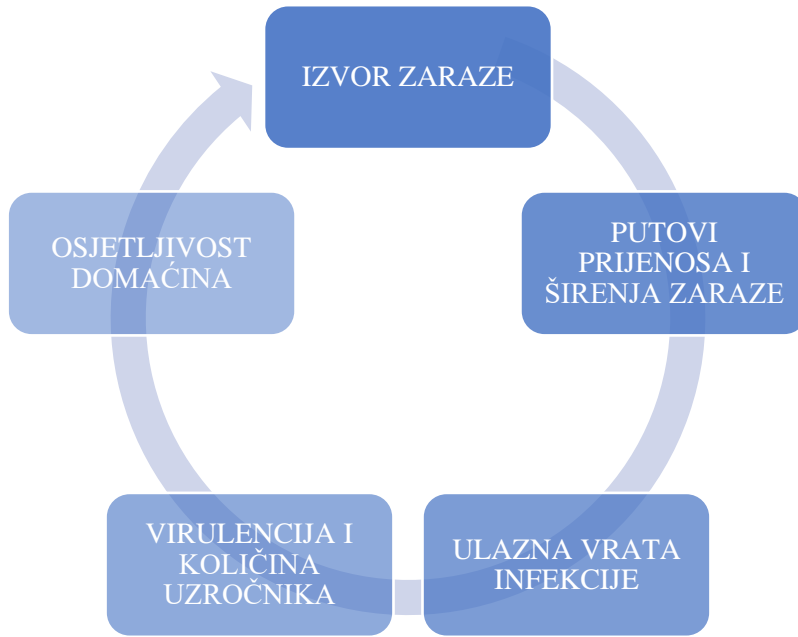 IZVOR ZARAZE
PUTOVI
PRIJENOSA I
ŠIRENJA ZARAZE
ULAZNA VRATA
INFEKCIJE
VIRULENCIJA I
KOLIČINA
UZROČNIKA
OSJETLJIVOST
DOMAĆINA